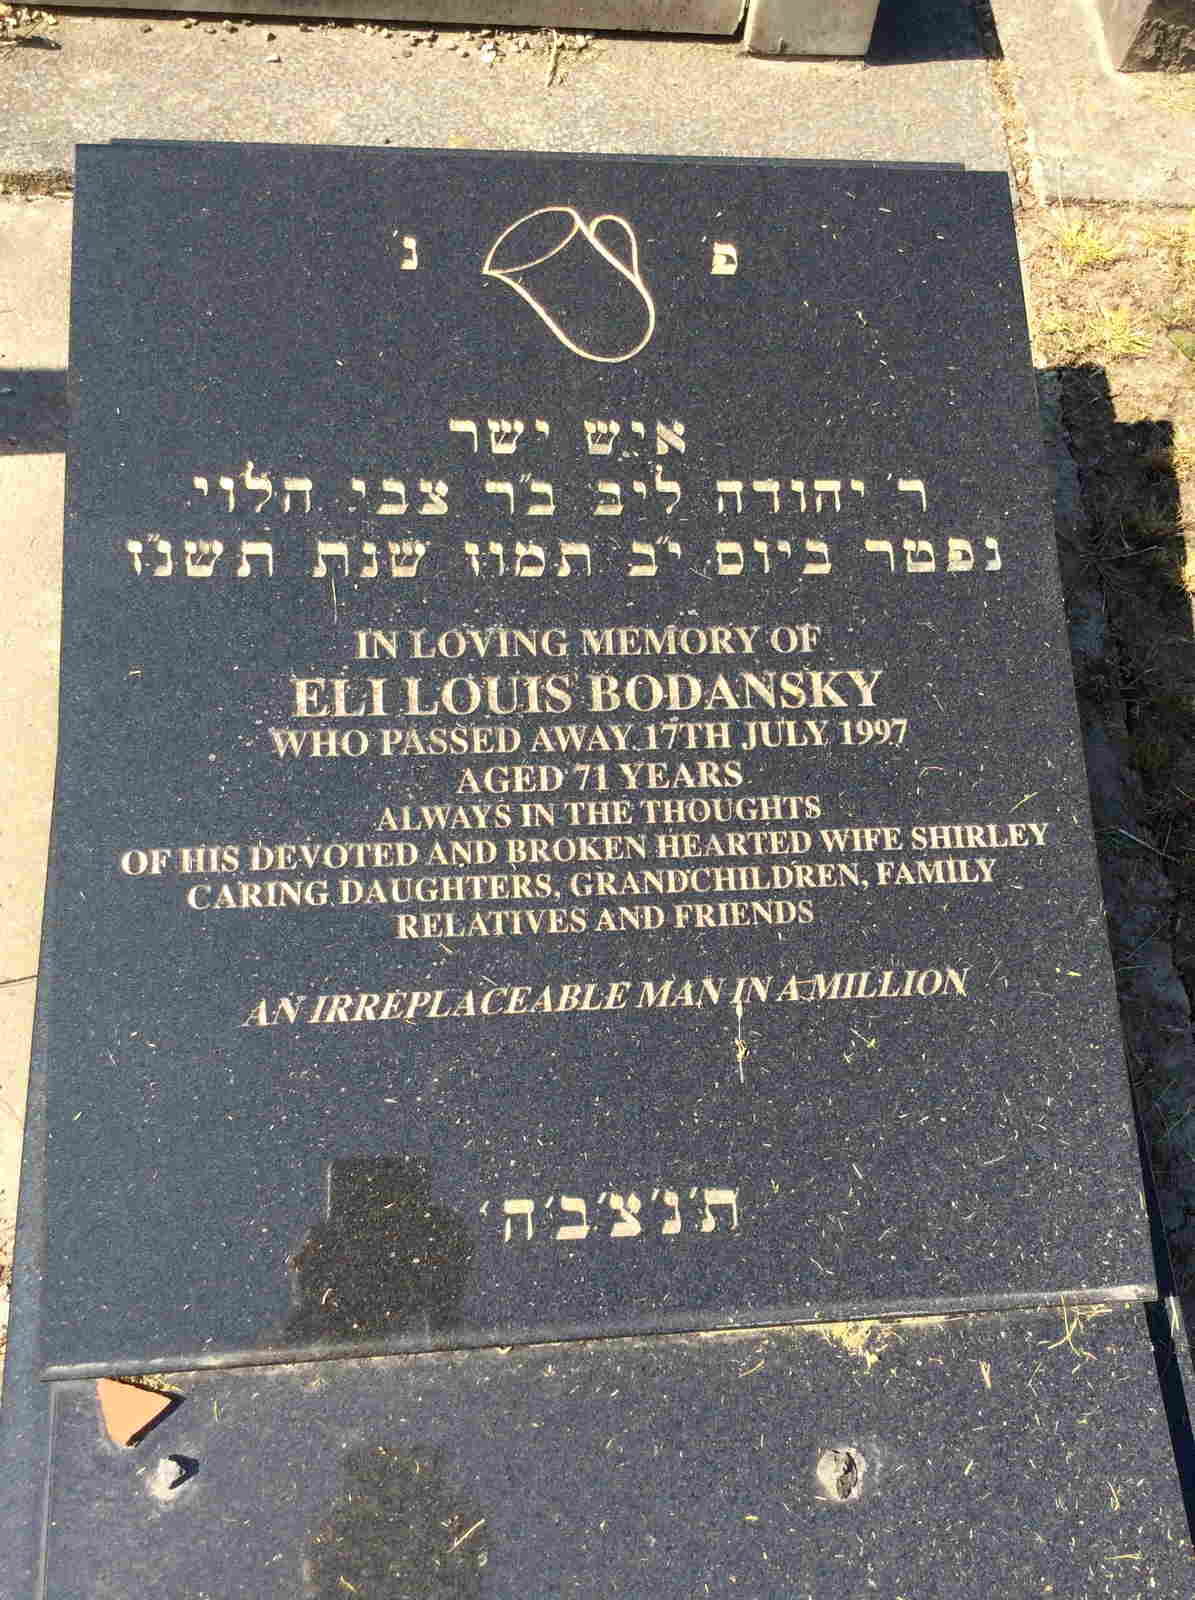 פ' נ'
איש ישר
ר' יהודה ליב ב"ר צבי הלוי
נפטר ביום י"ב תמוז שנת תשנ"ז
IN LOVING MEMORY OF
ELI LOUIS BODANSKY
WHO PASSED AWAY 17TH JULY 1997
AGED 71 YEARS
ALWAYS IN THE THOUGHTS
OF HIS DEVOTED AND BROKEN HEARTED WIFE SHIRLEY
CARING DAUGHTERS, GRANDCHILDREN, FAMILY
RELATIVES AND FRIENDS
AN IRREPLACEABLE MAN IN A MILLION
ת'נ'צ'ב'ה'